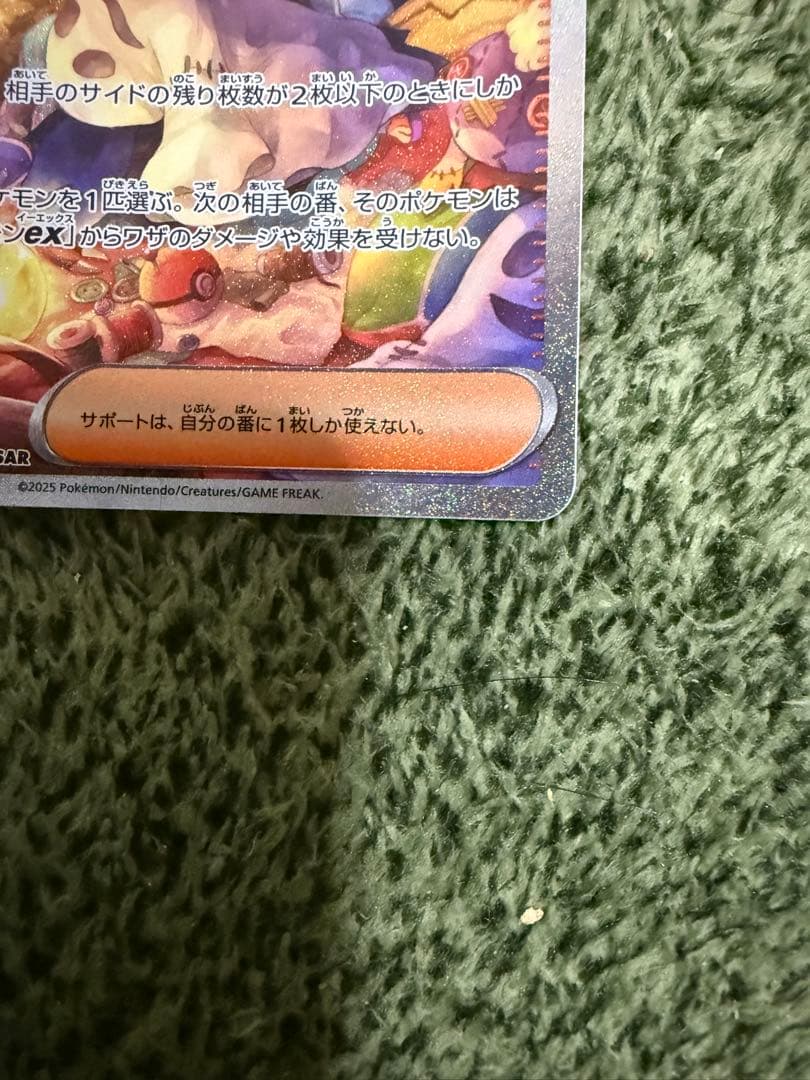 相手のサイドの残り枚数が2枚以下のときにしか
ケモンを1匹選ぶ。次の相手の番、そのポケモンは
ンex」からワザのダメージや効果を受けない。
サポートは、自分の番に1枚しか使えない。
SAR
©2025 Pokémon/Nintendo/Creatures/GAME FREAK.